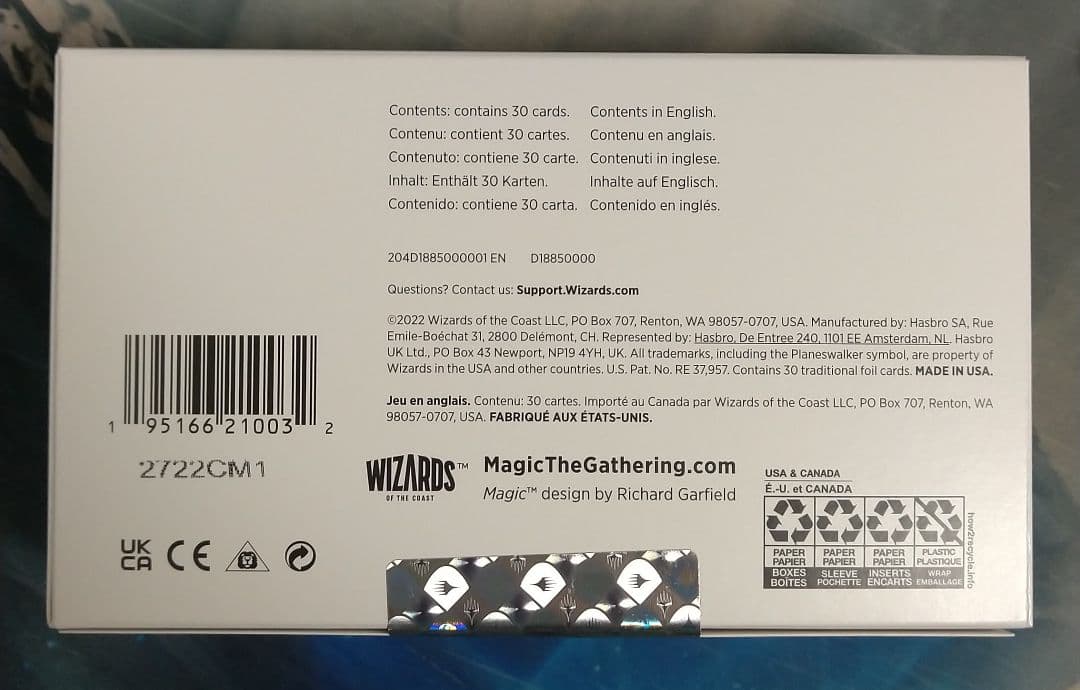 Contents: contains 30 cards. Contents in English.
Contenu: contient 30 cartes. Contenu en anglais.
Contenuto: contiene 30 carte. Contenuti in inglese.
Inhalt: Enthält 30 Karten. Inhalte auf Englisch.
Contenido: contiene 30 carta. Contenido en inglés.
204D1885000001 EN D18850000
Questions? Contact us: Support.Wizards.com
©2022 Wizards of the Coast LLC, PO Box 707, Renton, WA 98057-0707, USA. Manufactured by: Hasbro SA, Rue
Emile-Boéchat 31, 2800 Delémont, CH. Represented by: Hasbro, De Entree 240, 1101 EE Amsterdam, NL. Hasbro
UK Ltd., PO Box 43 Newport, NP19 4YH, UK. All trademarks, including the Planeswalker symbol, are property of
Wizards in the USA and other countries. U.S. Pat. No. RE 37,957. Contains 30 traditional foil cards. MADE IN USA.
Jeu en anglais. Contenu: 30 cartes. Importé au Canada par Wizards of the Coast LLC, PO Box 707, Renton, WA
98057-0707, USA. FABRIQUÉ AUX ÉTATS-UNIS.
1 95166 21003 2
2722CM1
WIZARDS™
OF THE COAST
MagicTheGathering.com
Magic™ design by Richard Garfield
UK
CA
CE
USA & CANADA
É.-U. et CANADA
PAPER PAPER PAPER PLASTIC
PAPIER PAPIER PAPIER PLASTIQUE
BOXES SLEEVE INSERTS WRAP
BOÎTES POCHETTE ENCARTS EMBALLAGE
how2recycle.info